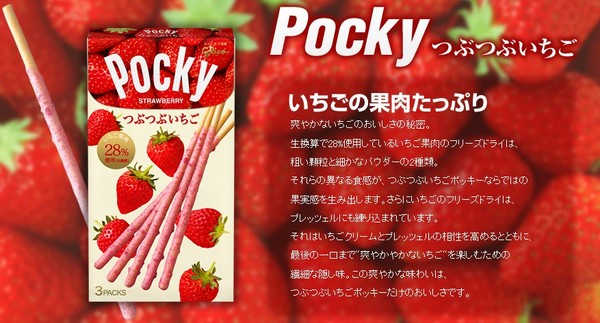 Pocky つぶつぶいちご
いちごの果肉たっぷり
爽やかないちごのおいしさの秘密。
生換算で28%使用しているいちご果肉のフリーズドライは、
粗い顆粒と細かなパウダーの2種類。
それらの異なる食感が、つぶつぶいちごポッキーならではの
果実感を生み出します。さらにいちごのフリーズドライは、
プレッツェルにも練り込まれています。
それはいちごクリームとプレッツェルの相性を高めるとともに、
最後の一口まで"爽やかやかないちご"を楽しむための
繊細な隠し味。この爽やかな味わいは、
つぶつぶいちごポッキーだけのおいしさです。
Pocky
STRAWBERRY
つぶつぶいちご
28%
3 PACKS